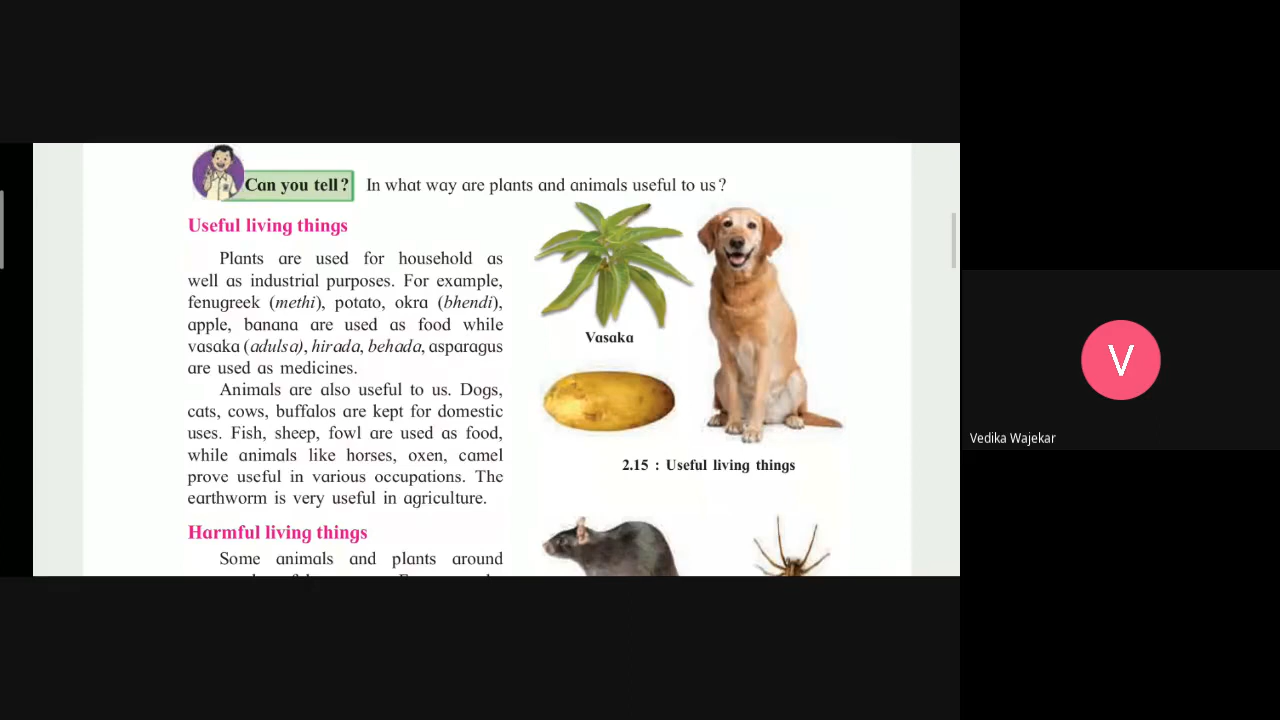 Can you tell? In what way are plants and animals useful to us?
Useful living things
Plants are used for household as
well as industrial purposes. For example,
fenugreek (methi), potato, okra (bhendi),
apple, banana are used as food while
vasaka (adulsa), hirada, behada, asparagus
are used as medicines.
Animals are also useful to us. Dogs,
cats, cows, buffalos are kept for domestic
uses. Fish, sheep, fowl are used as food,
while animals like horses, oxen, camel
prove useful in various occupations. The
earthworm is very useful in agriculture.
Vasaka
2.15 : Useful living things
Harmful living things
Some animals and plants around
V
Vedika Wajekar